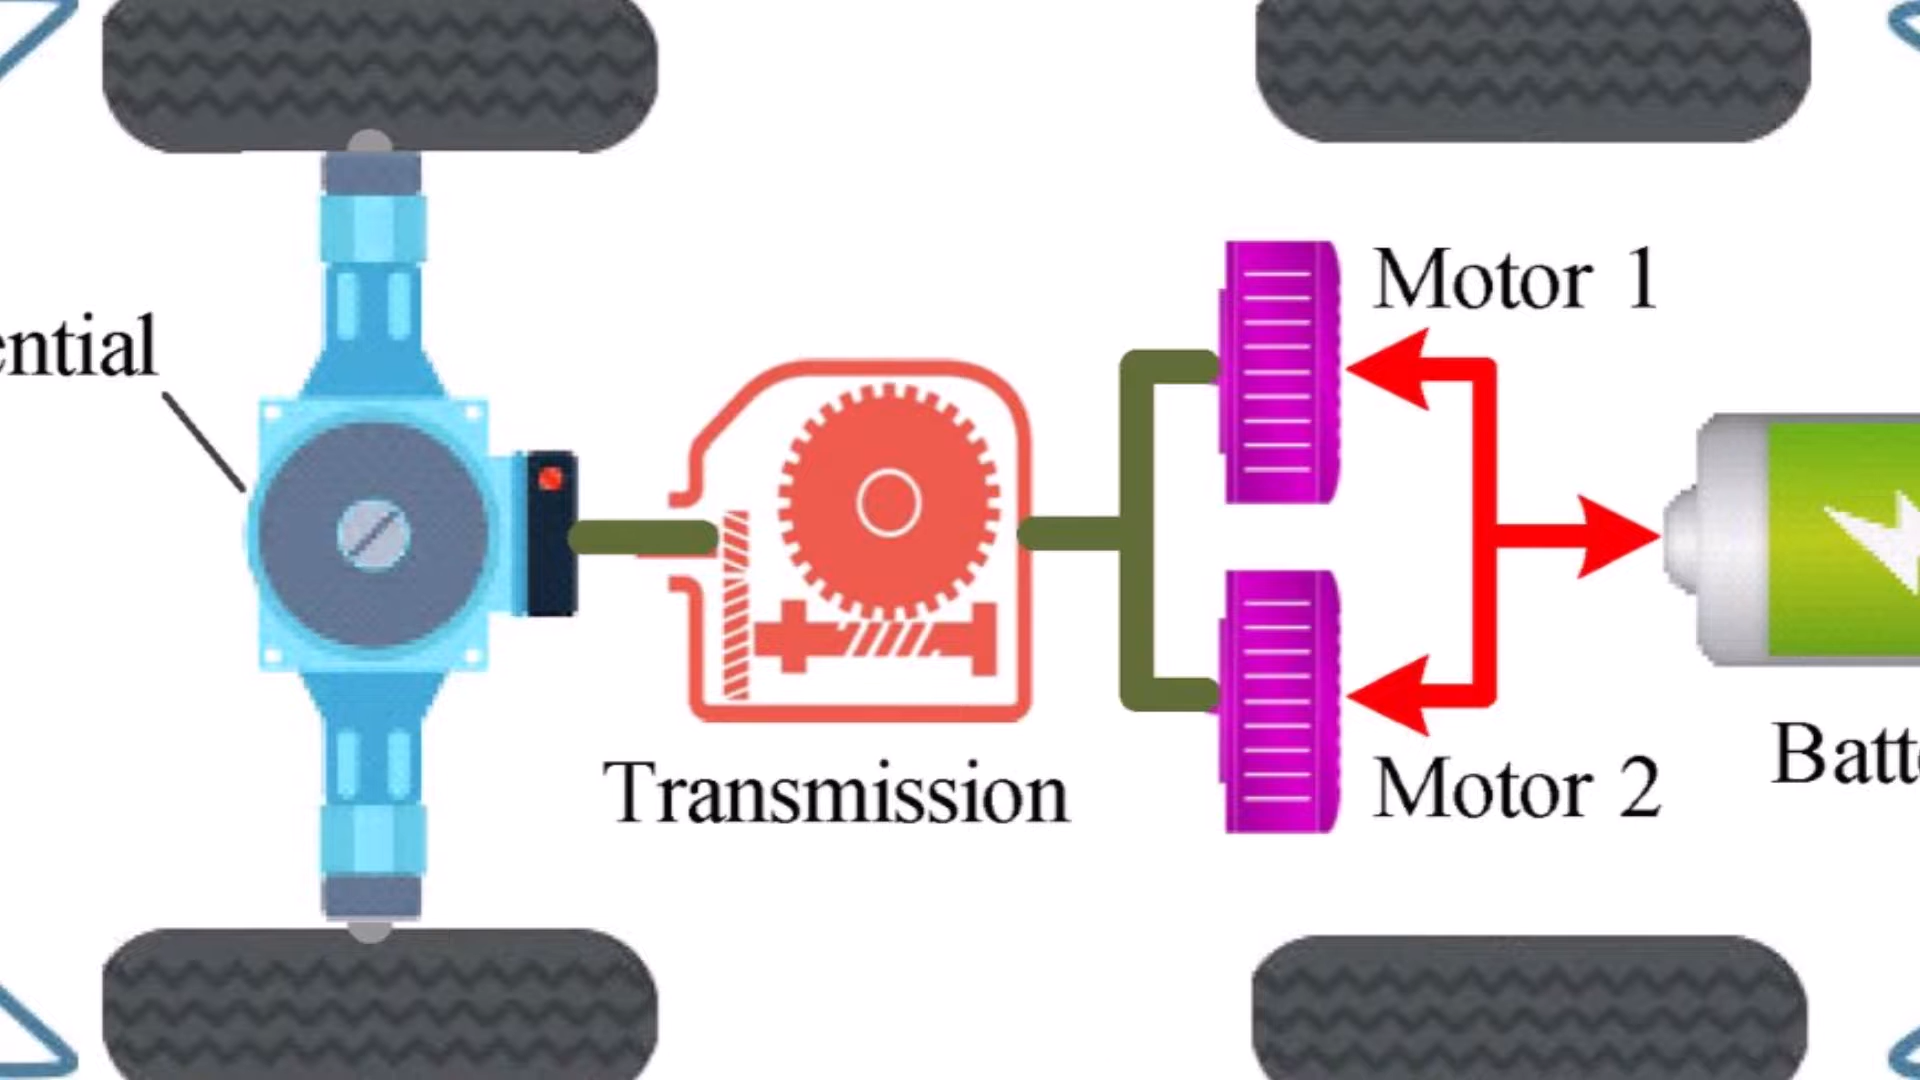 Motor 1
ential
Batt
Transmission
Motor 2